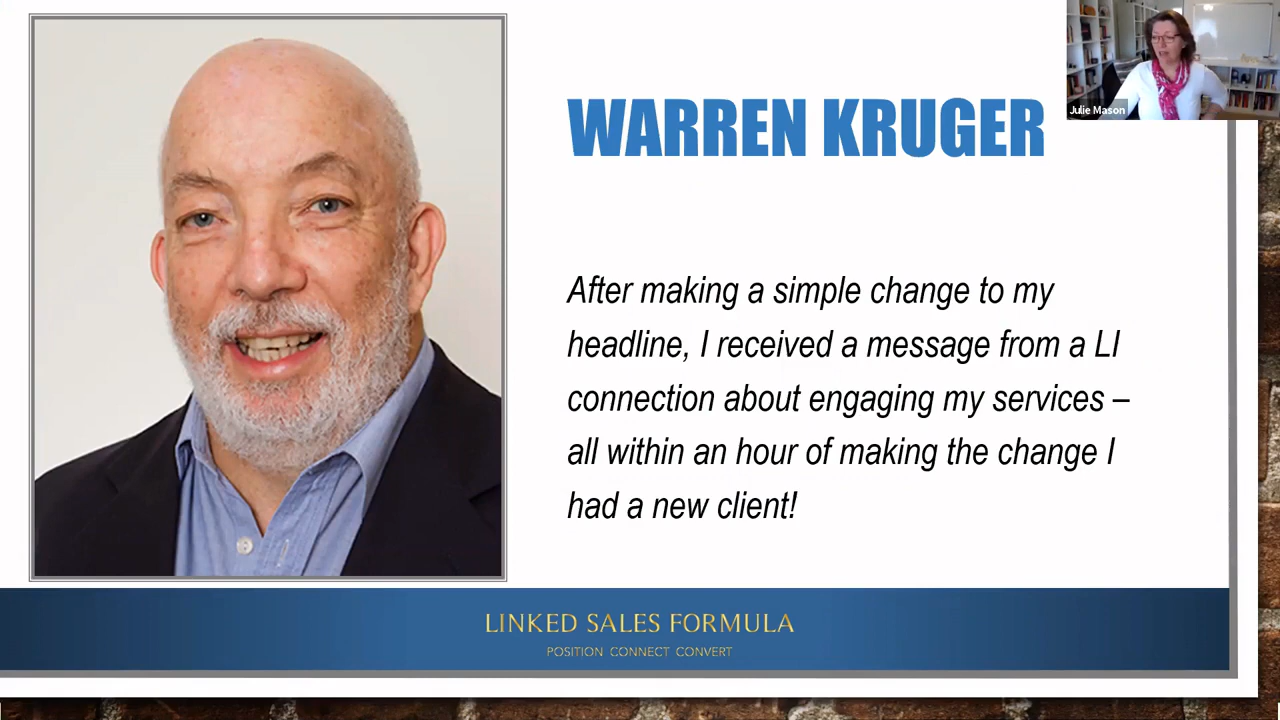 WARREN KRUGER
Julie Mason
After making a simple change to my
headline, I received a message from a LI
connection about engaging my services –
all within an hour of making the change I
had a new client!
LINKED SALES FORMULA
POSITION CONNECT CONVERT